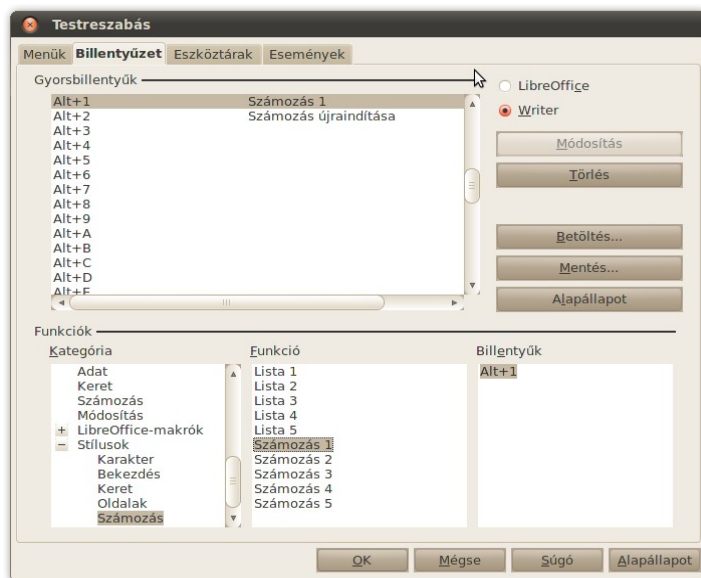 Testreszabás
Menük Billentyűzet Eszköztárak Események
Gyorsbillentyűk
Alt+1 Számozás 1
Alt+2 Számozás újraindítása
Alt+3
Alt+4
Alt+5
Alt+6
Alt+7
Alt+8
Alt+9
Alt+A
Alt+B
Alt+C
Alt+D
LibreOffice
Writer
Módosítás
Törlés
Betöltés...
Mentés...
Alapállapot
Funkciók
Kategória
Adat
Keret
Számozás
Módosítás
LibreOffice-makrók
Stílusok
Karakter
Bekezdés
Keret
Oldalak
Számozás
Funkció
Lista 1
Lista 2
Lista 3
Lista 4
Lista 5
Számozás 1
Számozás 2
Számozás 3
Számozás 4
Számozás 5
Billentyűk
Alt+1
OK Mégse Súgó Alapállapot